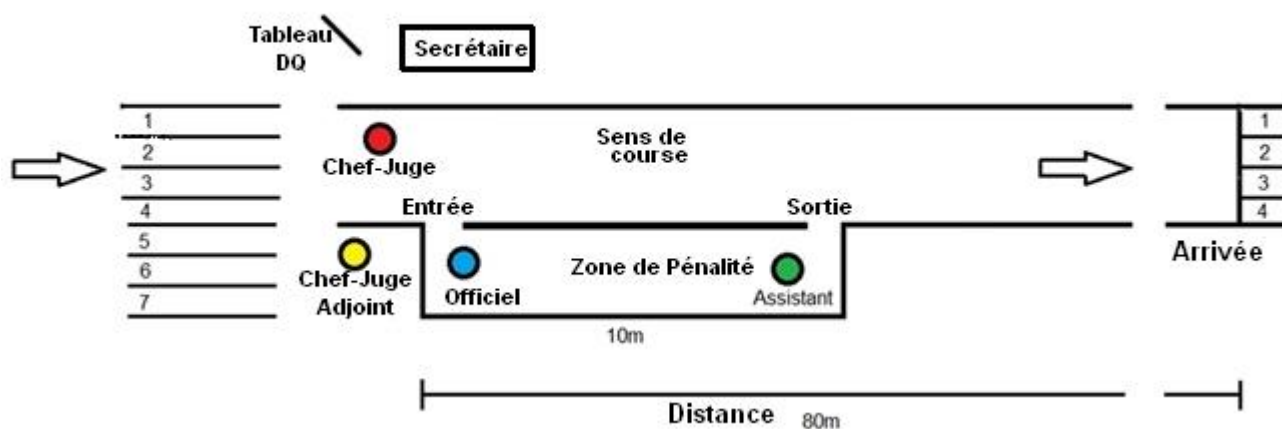 Tableau
DQ
Secrétaire
1
2
3
4
5
6
7
Chef-Juge
Sens de
course
1
2
3
4
Entrée
Sortie
Arrivée
Chef-Juge
Adjoint
Officiel
Zone de Pénalité
Assistant
10m
Distance 80m